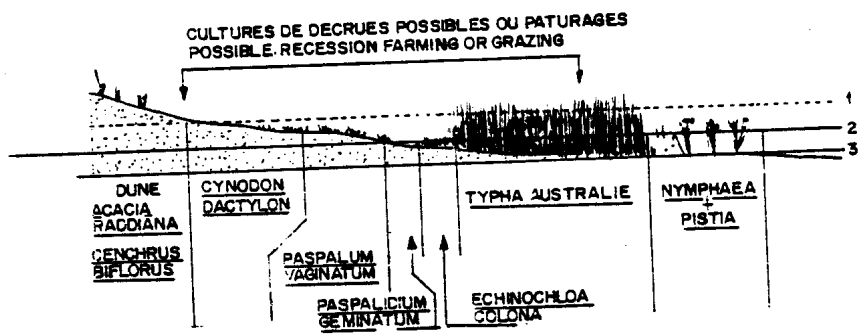 CULTURES DE DECRUES POSSIBLES OU PATURAGES
POSSIBLE. RECESSION FARMING OR GRAZING
1
2
3
DUNE
ACACIA
RADDIANA
CENCHRUS
BIFLORUS
CYNODON
DACTYLON
PASPALUM
VAGINATUM
PASPALIDIUM
GEMINATUM
ECHINOCHLOA
COLONA
TYPHA AUSTRALIE
NYMPHAEA
+
PISTIA